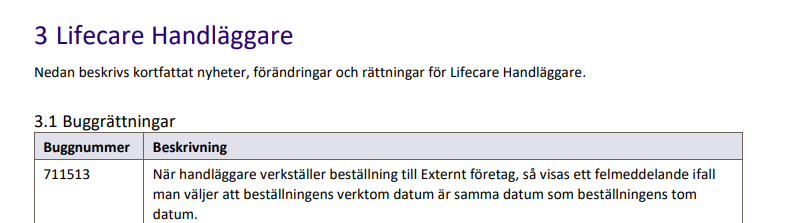 3 Lifecare Handläggare
Nedan beskrivs kortfattat nyheter, förändringar och rättningar för Lifecare Handläggare.
3.1 Buggrättningar
Buggnummer Beskrivning
711513 När handläggare verkställer beställning till Externt företag, så visas ett felmeddelande ifall
man väljer att beställningens verktom datum är samma datum som beställningens tom
datum.